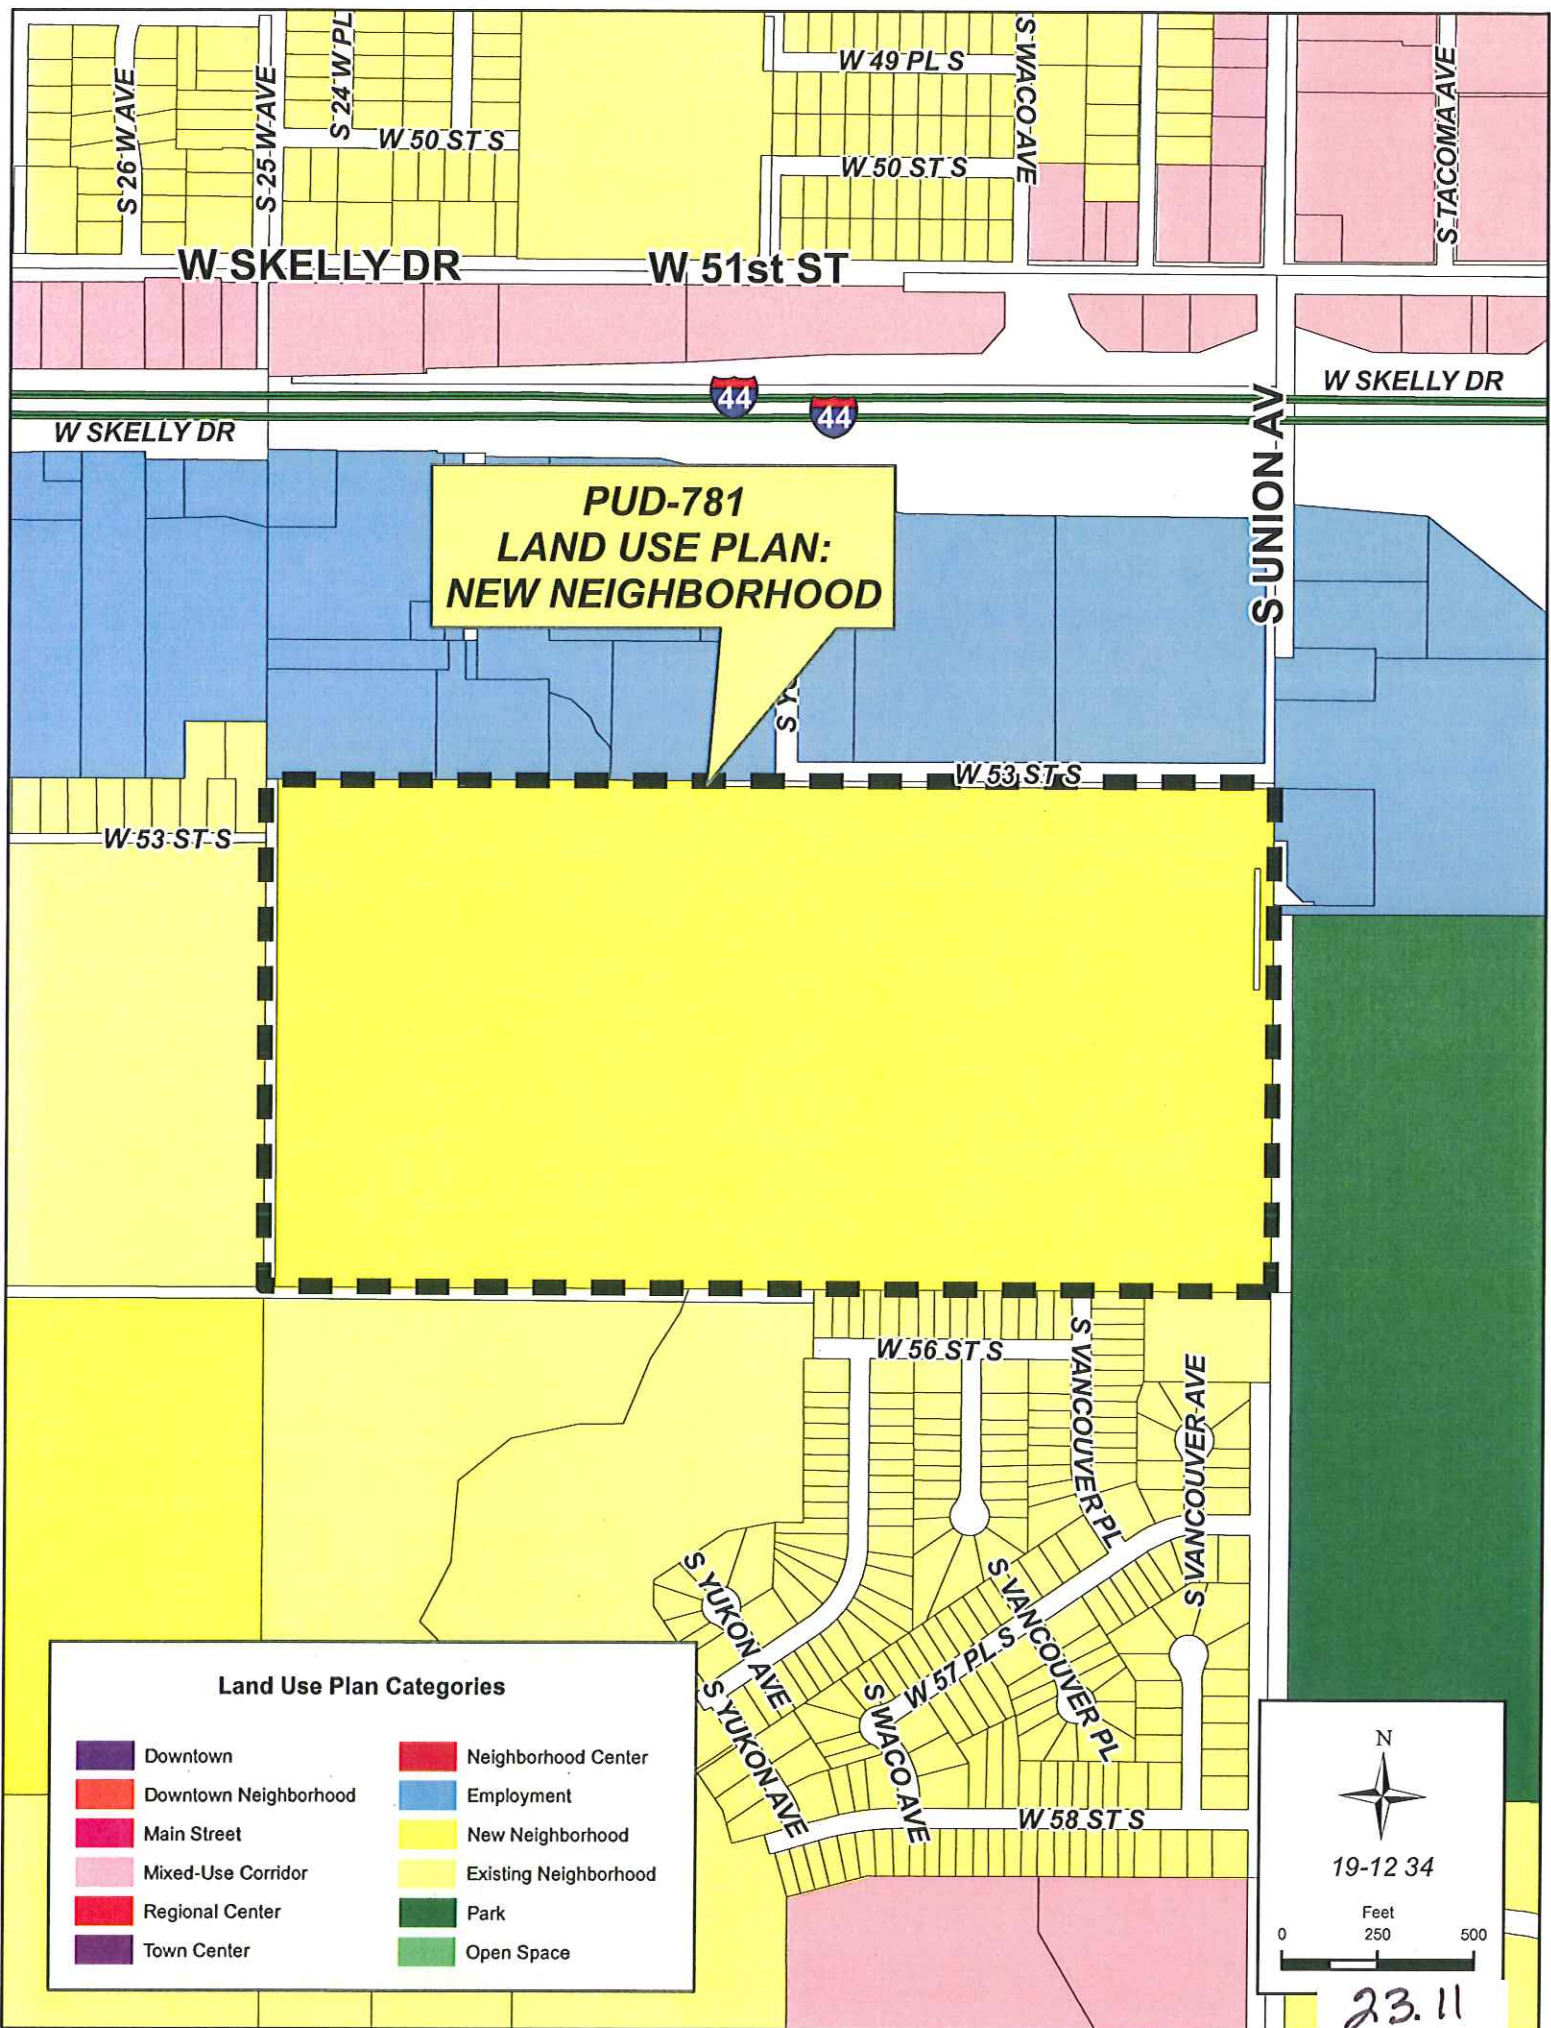 S 26 W AVE
S 25 W AVE
S 24 W PL
W 50 ST S
W 49 PL S
W 50 ST S
S WACO AVE
S TACOMA AVE
W SKELLY DR
W 51st ST
W SKELLY DR
44
44
W SKELLY DR
S UNION AV
PUD-781
LAND USE PLAN:
NEW NEIGHBORHOOD
W 53 ST S
W 53 ST S
W 56 ST S
S VANCOUVER PL
S VANCOUVER AVE
S YUKON AVE
S VANCOUVER PL
W 57 PL S
S YUKON AVE
S WACO AVE
W 58 ST S
Land Use Plan Categories
Downtown
Downtown Neighborhood
Main Street
Mixed-Use Corridor
Regional Center
Town Center
Neighborhood Center
Employment
New Neighborhood
Existing Neighborhood
Park
Open Space
N
19-12 34
Feet
0 250 500
23.11